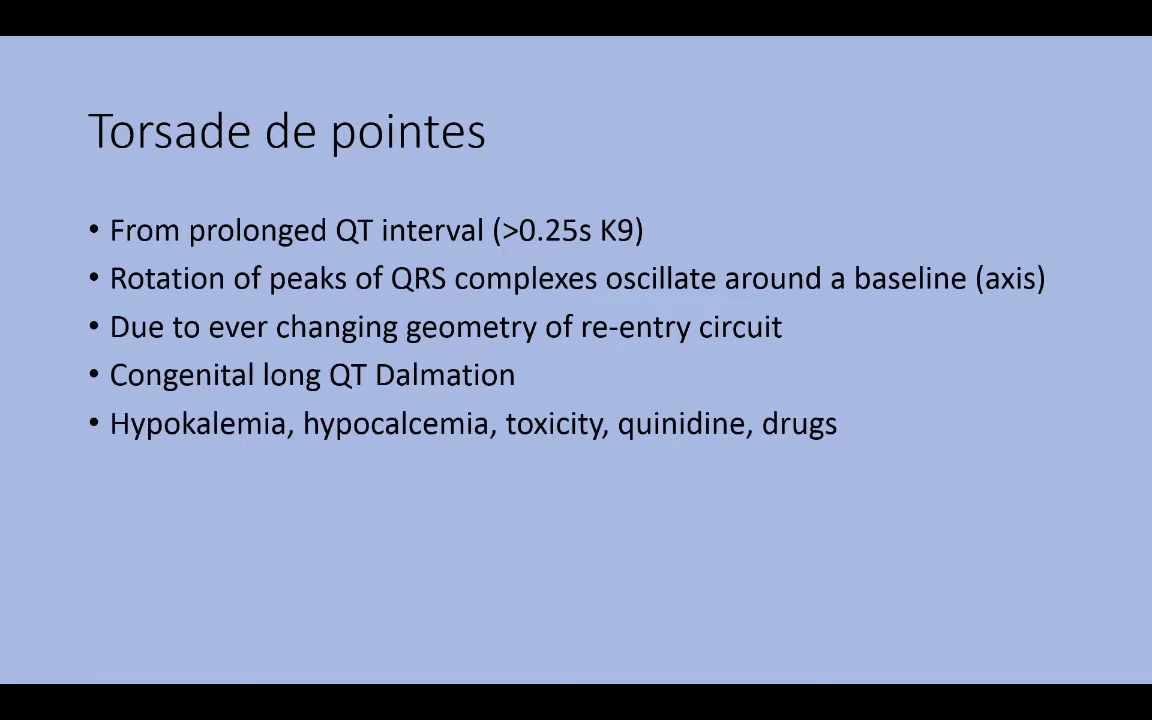 Torsade de pointes
• From prolonged QT interval (>0.25s K9)
• Rotation of peaks of QRS complexes oscillate around a baseline (axis)
• Due to ever changing geometry of re-entry circuit
• Congenital long QT Dalmation
• Hypokalemia, hypocalcemia, toxicity, quinidine, drugs